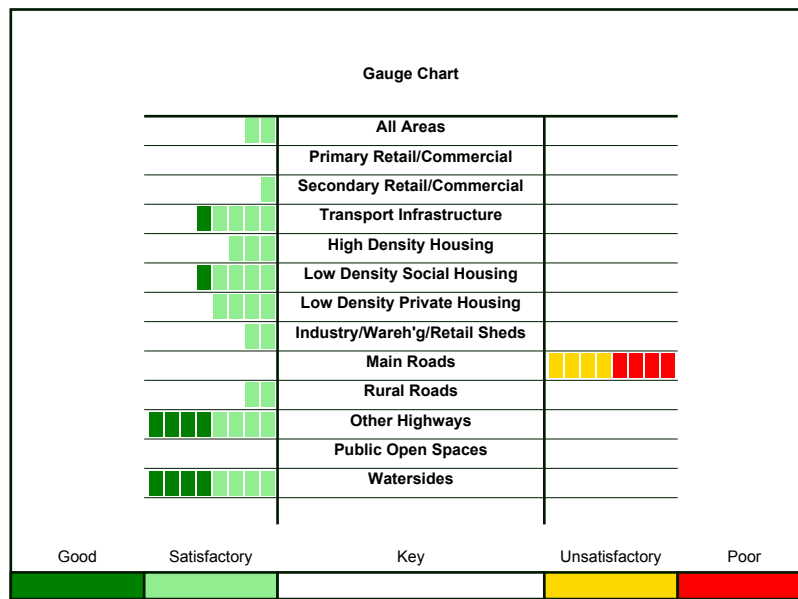 Gauge Chart
All Areas
Primary Retail/Commercial
Secondary Retail/Commercial
Transport Infrastructure
High Density Housing
Low Density Social Housing
Low Density Private Housing
Industry/Wareh'g/Retail Sheds
Main Roads
Rural Roads
Other Highways
Public Open Spaces
Watersides
Good Satisfactory Key Unsatisfactory Poor